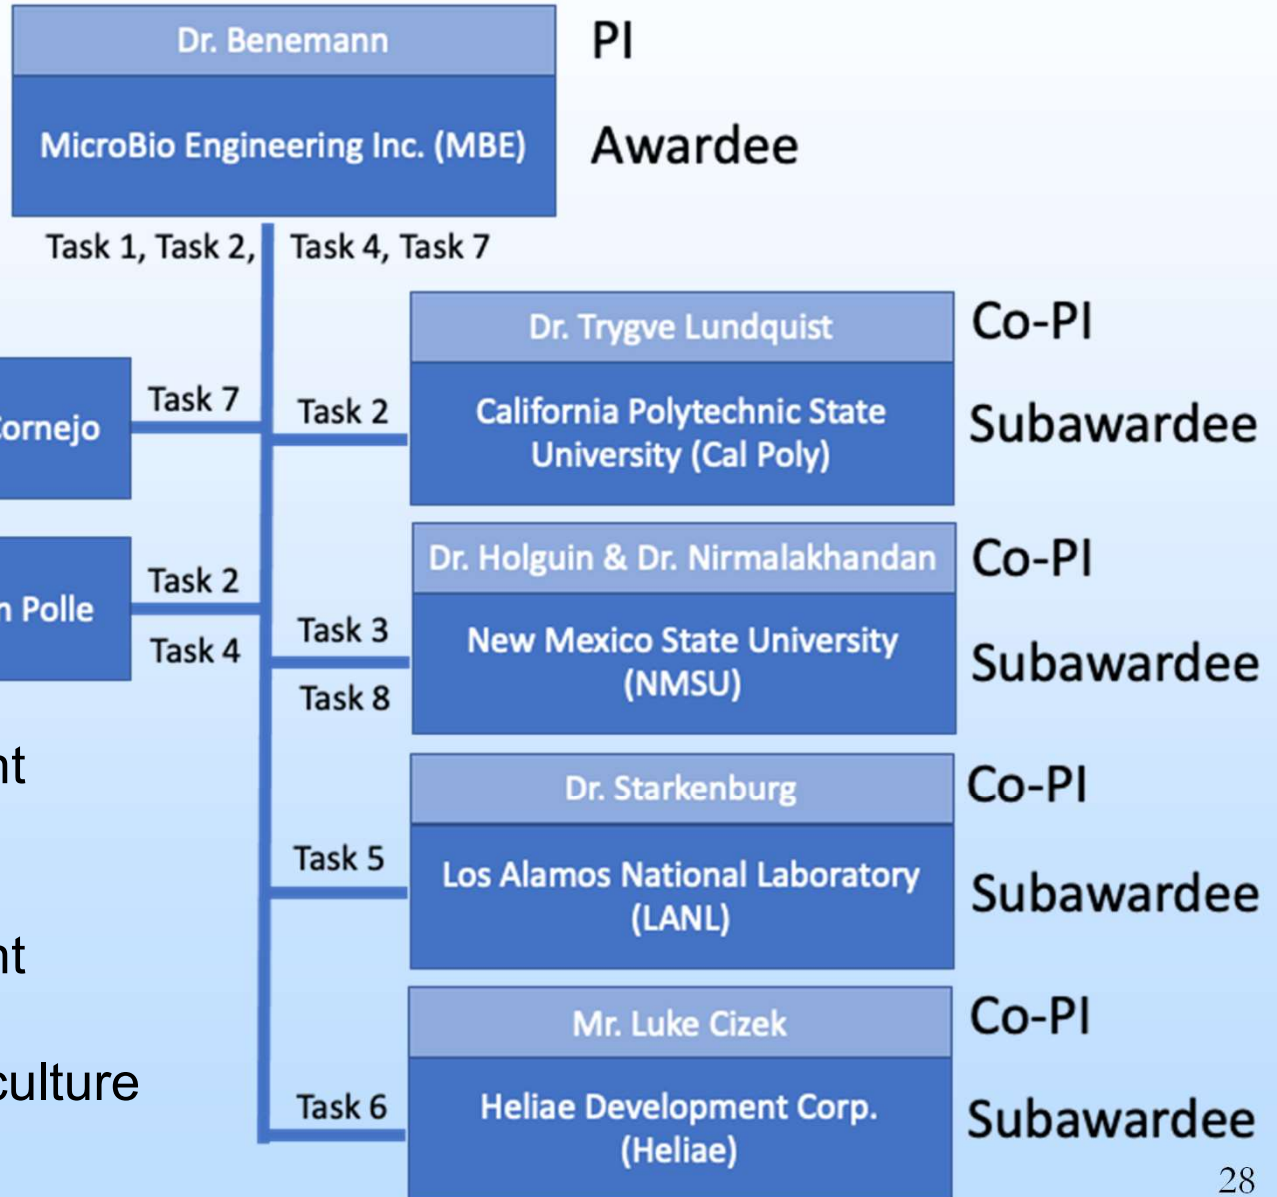 Dr. Benemann
PI
MicroBio Engineering Inc. (MBE)
Awardee
Task 1, Task 2,
Task 4, Task 7
Dr. Trygve Lundquist
Co-PI
Task 7
Task 2
California Polytechnic State
University (Cal Poly)
Subawardee
Cornejo
Dr. Holguin & Dr. Nirmalakhandan
Co-PI
Task 2
Polle
Task 4
Task 3
Task 8
New Mexico State University
(NMSU)
Subawardee
Dr. Starkenburg
Co-PI
Task 5
Los Alamos National Laboratory
(LANL)
Subawardee
Mr. Luke Cizek
Co-PI
culture
Task 6
Heliae Development Corp.
(Heliae)
Subawardee
28